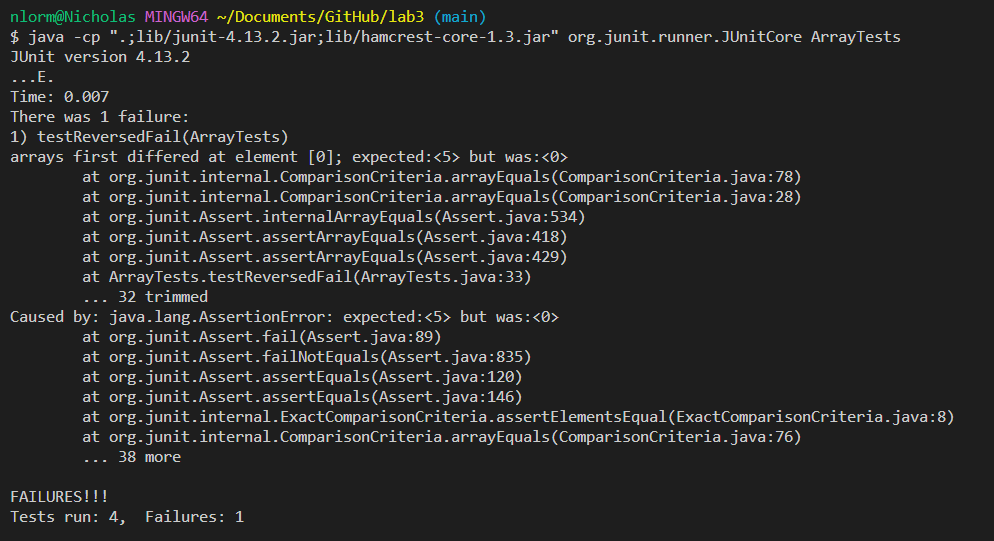 nlorm@Nicholas MINGW64 ~/Documents/GitHub/lab3 (main)
$ java -cp ".;lib/junit-4.13.2.jar;lib/hamcrest-core-1.3.jar" org.junit.runner.JUnitCore ArrayTests
JUnit version 4.13.2
...E.
Time: 0.007
There was 1 failure:
1) testReversedFail(ArrayTests)
arrays first differed at element [0]; expected:<5> but was:<0>
        at org.junit.internal.ComparisonCriteria.arrayEquals(ComparisonCriteria.java:78)
        at org.junit.internal.ComparisonCriteria.arrayEquals(ComparisonCriteria.java:28)
        at org.junit.Assert.internalArrayEquals(Assert.java:534)
        at org.junit.Assert.assertArrayEquals(Assert.java:418)
        at org.junit.Assert.assertArrayEquals(Assert.java:429)
        at ArrayTests.testReversedFail(ArrayTests.java:33)
        ... 32 trimmed
Caused by: java.lang.AssertionError: expected:<5> but was:<0>
        at org.junit.Assert.fail(Assert.java:89)
        at org.junit.Assert.failNotEquals(Assert.java:835)
        at org.junit.Assert.assertEquals(Assert.java:120)
        at org.junit.Assert.assertEquals(Assert.java:146)
        at org.junit.internal.ExactComparisonCriteria.assertElementsEqual(ExactComparisonCriteria.java:8)
        at org.junit.internal.ComparisonCriteria.arrayEquals(ComparisonCriteria.java:76)
        ... 38 more

FAILURES!!!
Tests run: 4,  Failures: 1